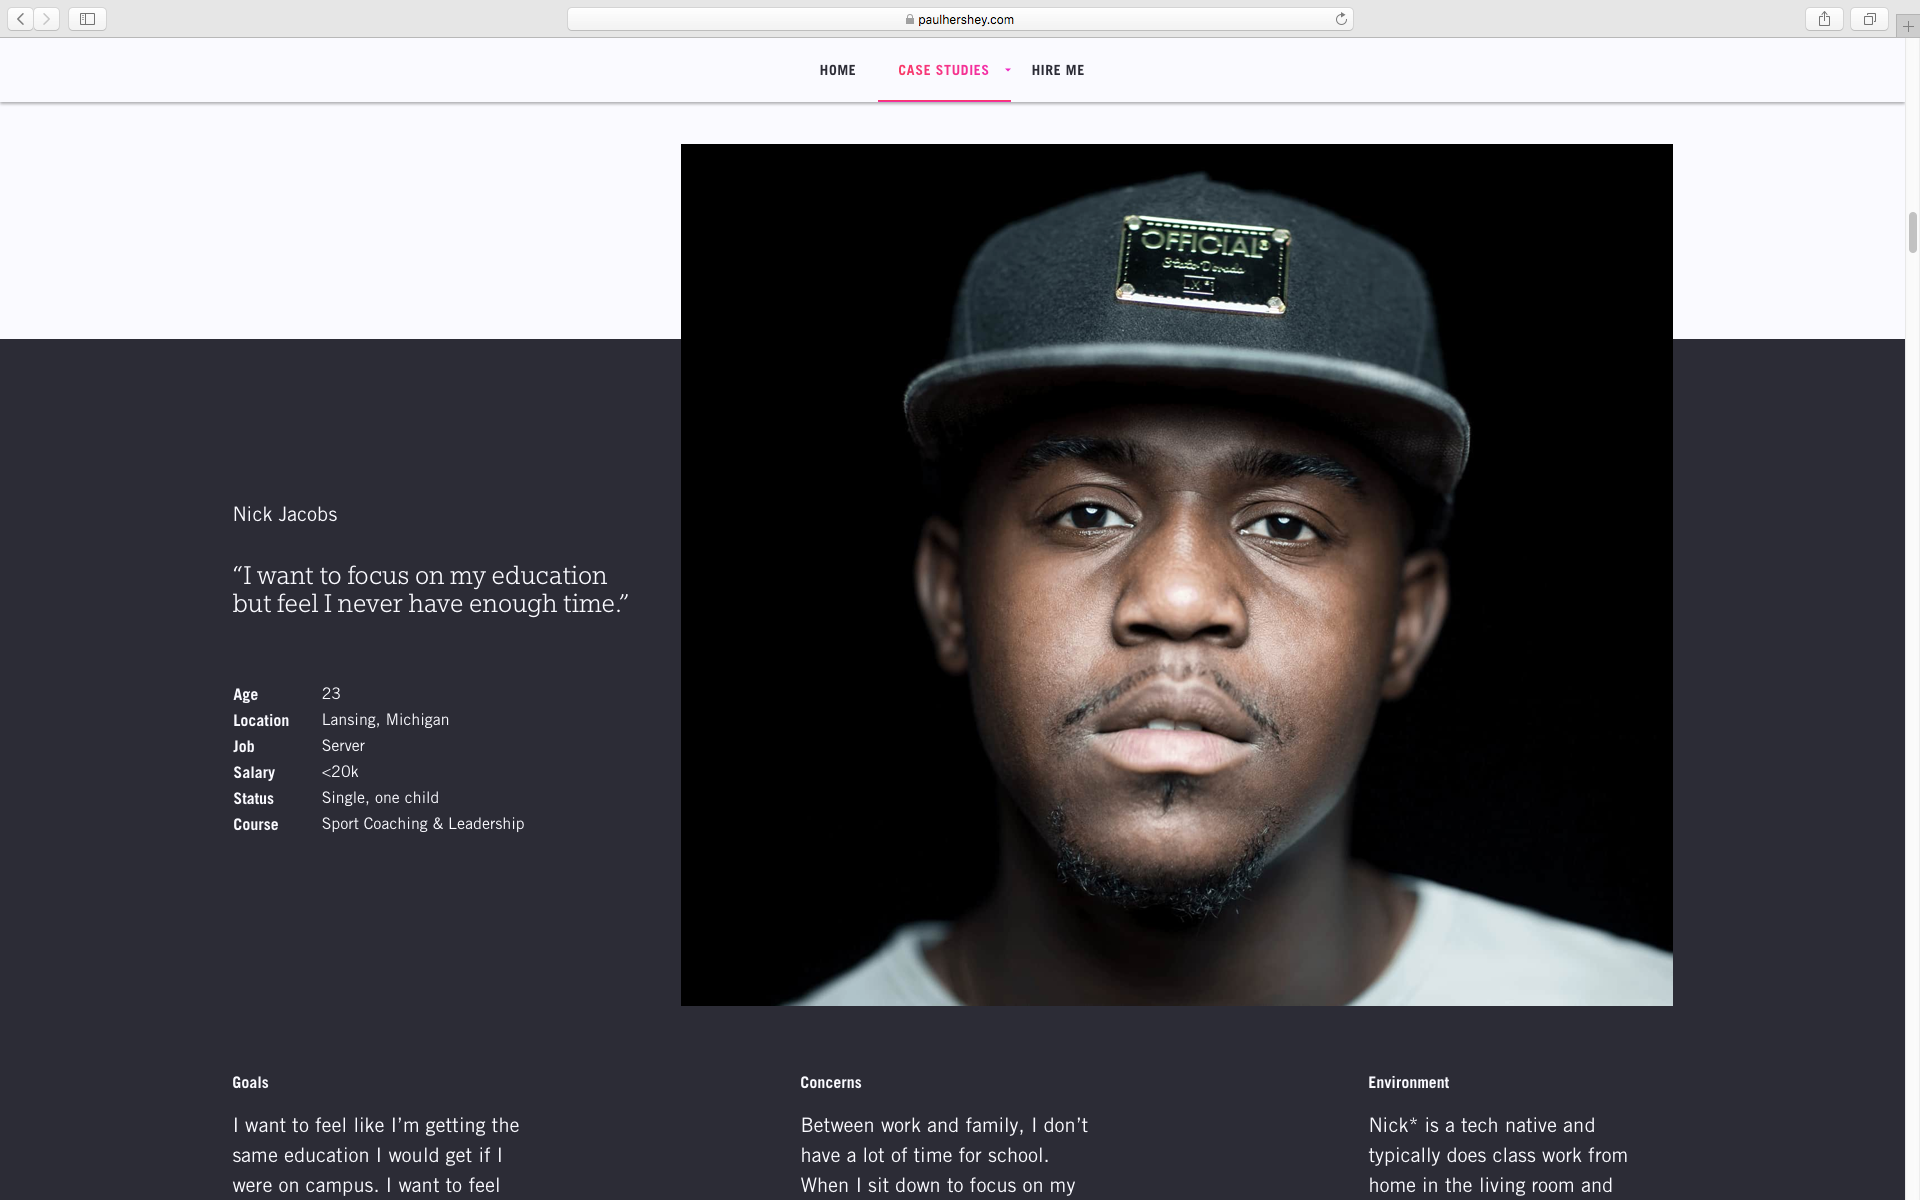 paulhershey.com
HOME
CASE STUDIES
HIRE ME
OFFICIAL®
Nick Jacobs
“I want to focus on my education
but feel I never have enough time.”
Age 23
Location Lansing, Michigan
Job Server
Salary <20k
Status Single, one child
Course Sport Coaching & Leadership
Goals
I want to feel like I’m getting the
same education I would get if I
were on campus. I want to feel
Concerns
Between work and family, I don’t
have a lot of time for school.
When I sit down to focus on my
Environment
Nick* is a tech native and
typically does class work from
home in the living room and